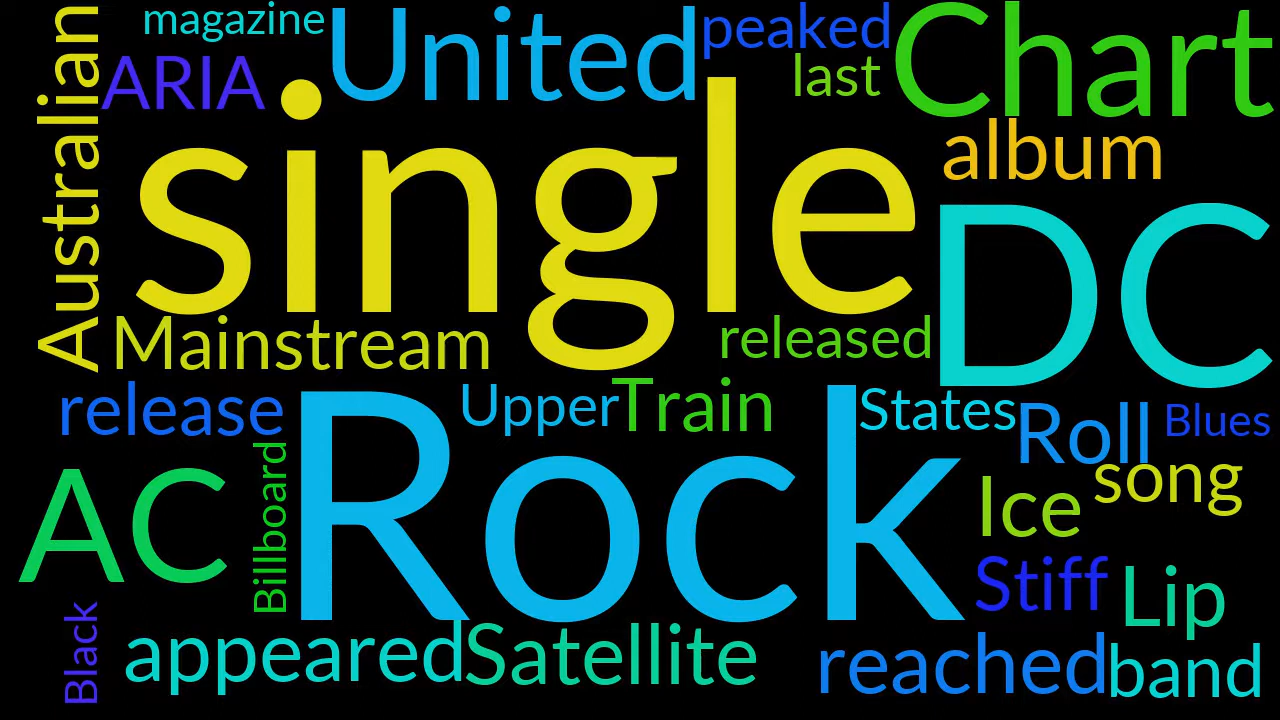 magazine
United
peaked
Chart
Australian
ARIA
last
single
album
DC
Mainstream
released
release
Upper
Train
States
Roll
Blues
Rock
AC
Billboard
song
Ice
Stiff
Lip
Black
appeared
Satellite
reached
band